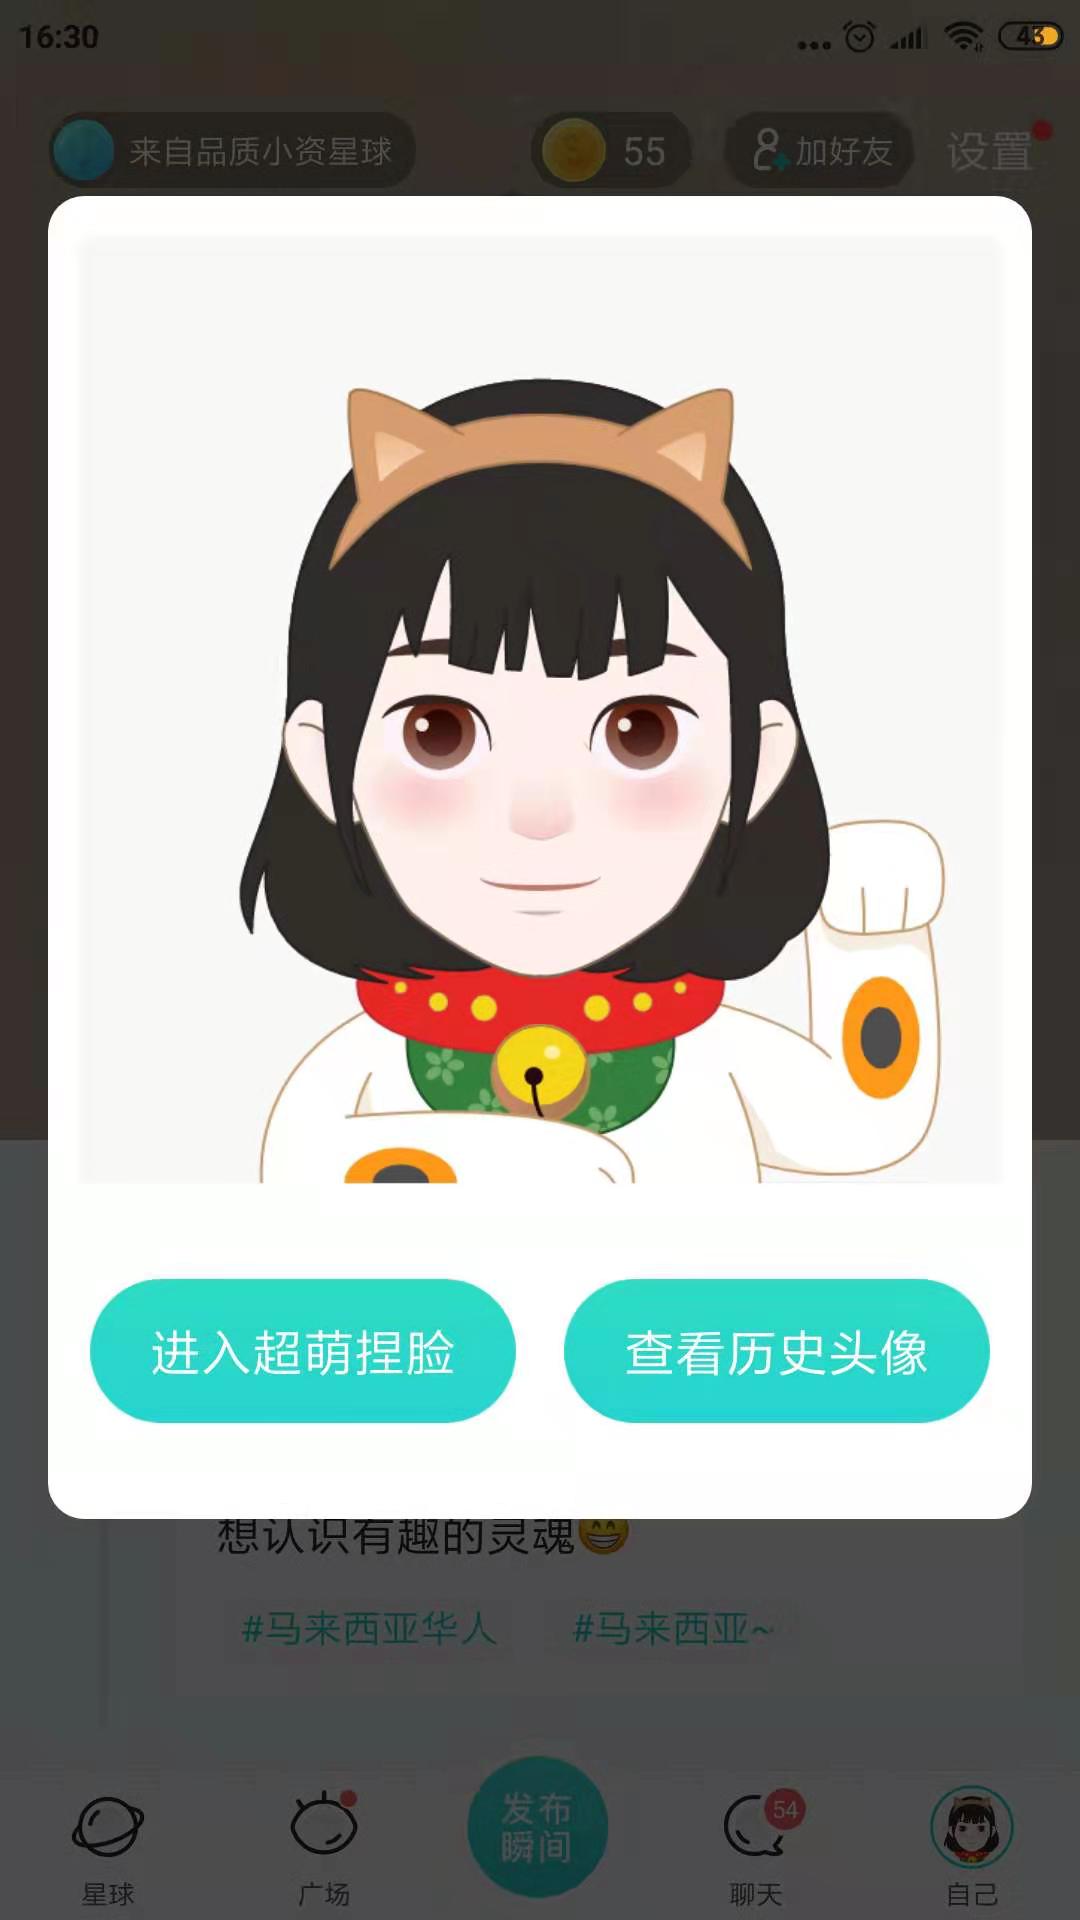 16:30
43
来自品质小资星球
55
加好友
设置
进入超萌捏脸
查看历史头像
想认识有趣的灵魂😁
#马来西亚华人
#马来西亚~
发布
瞬间
54
星球
广场
聊天
自己